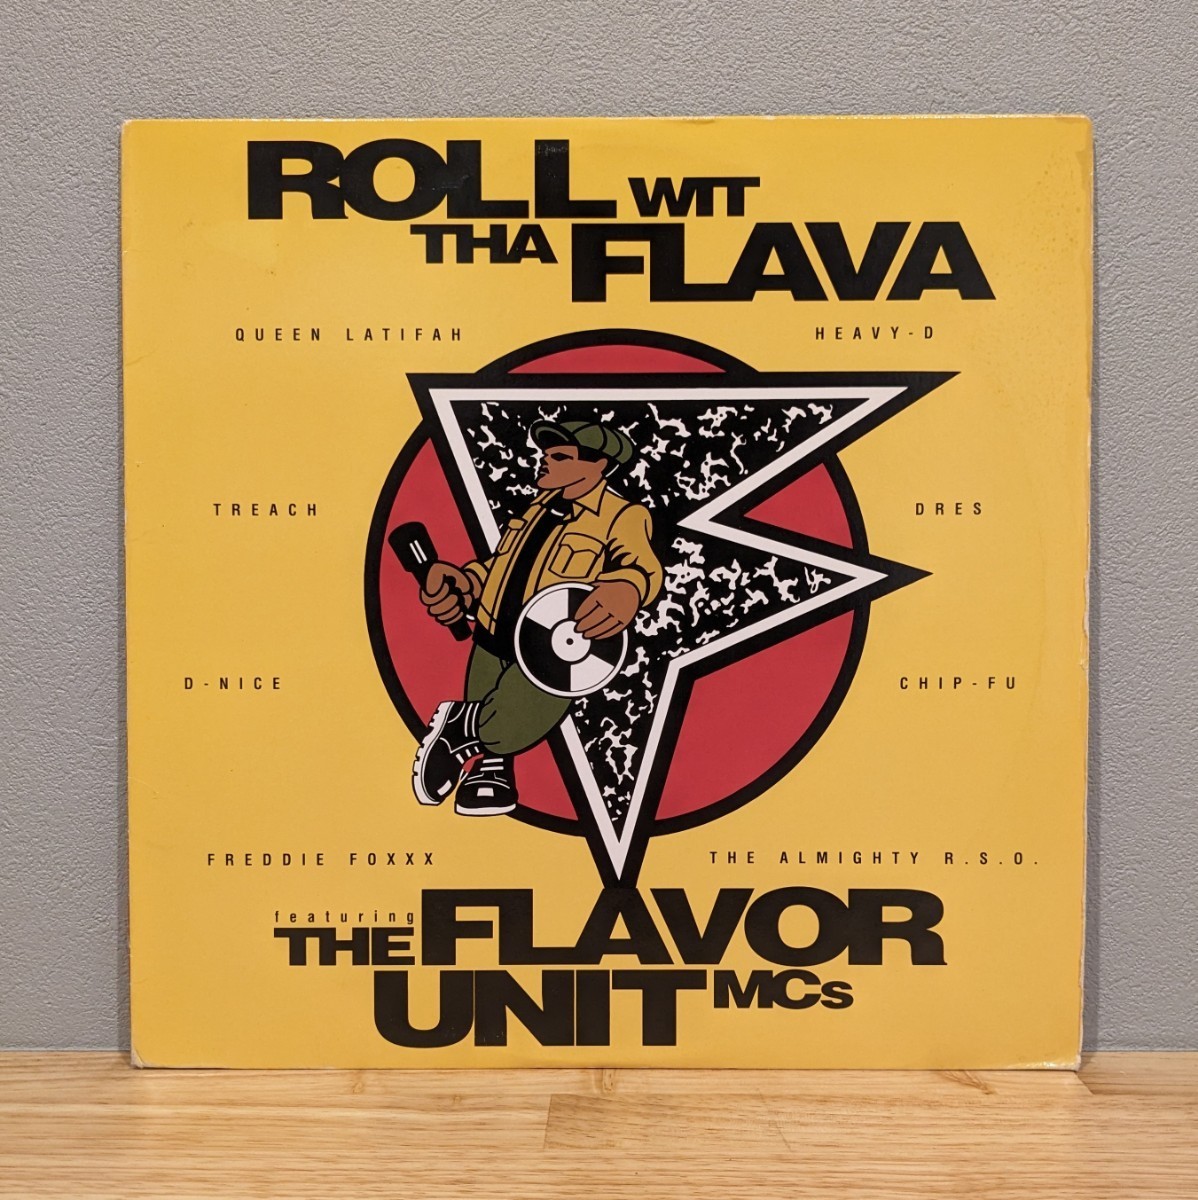 ROLL WIT
THA FLAVA
QUEEN LATIFAH HEAVY-D
TREACH DRES
D-NICE CHIP-FU
FREDDIE FOXXX THE ALMIGHTY R.S.O.
featuring
THE FLAVOR
UNIT MCs